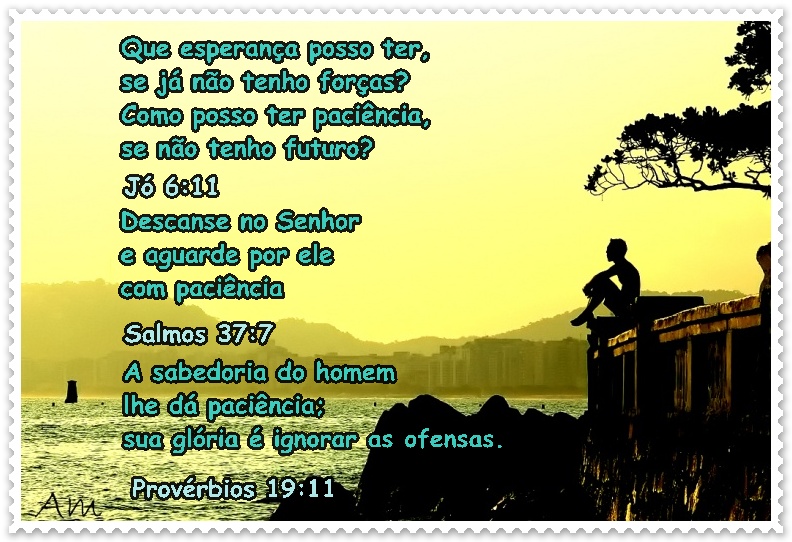 Que esperança posso ter,
se já não tenho forças?
Como posso ter paciência,
se não tenho futuro?
Jó 6:11
Descanse no Senhor
e aguarde por ele
com paciência
Salmos 37:7
A sabedoria do homem
lhe dá paciência;
sua glória é ignorar as ofensas.
Provérbios 19:11
Am